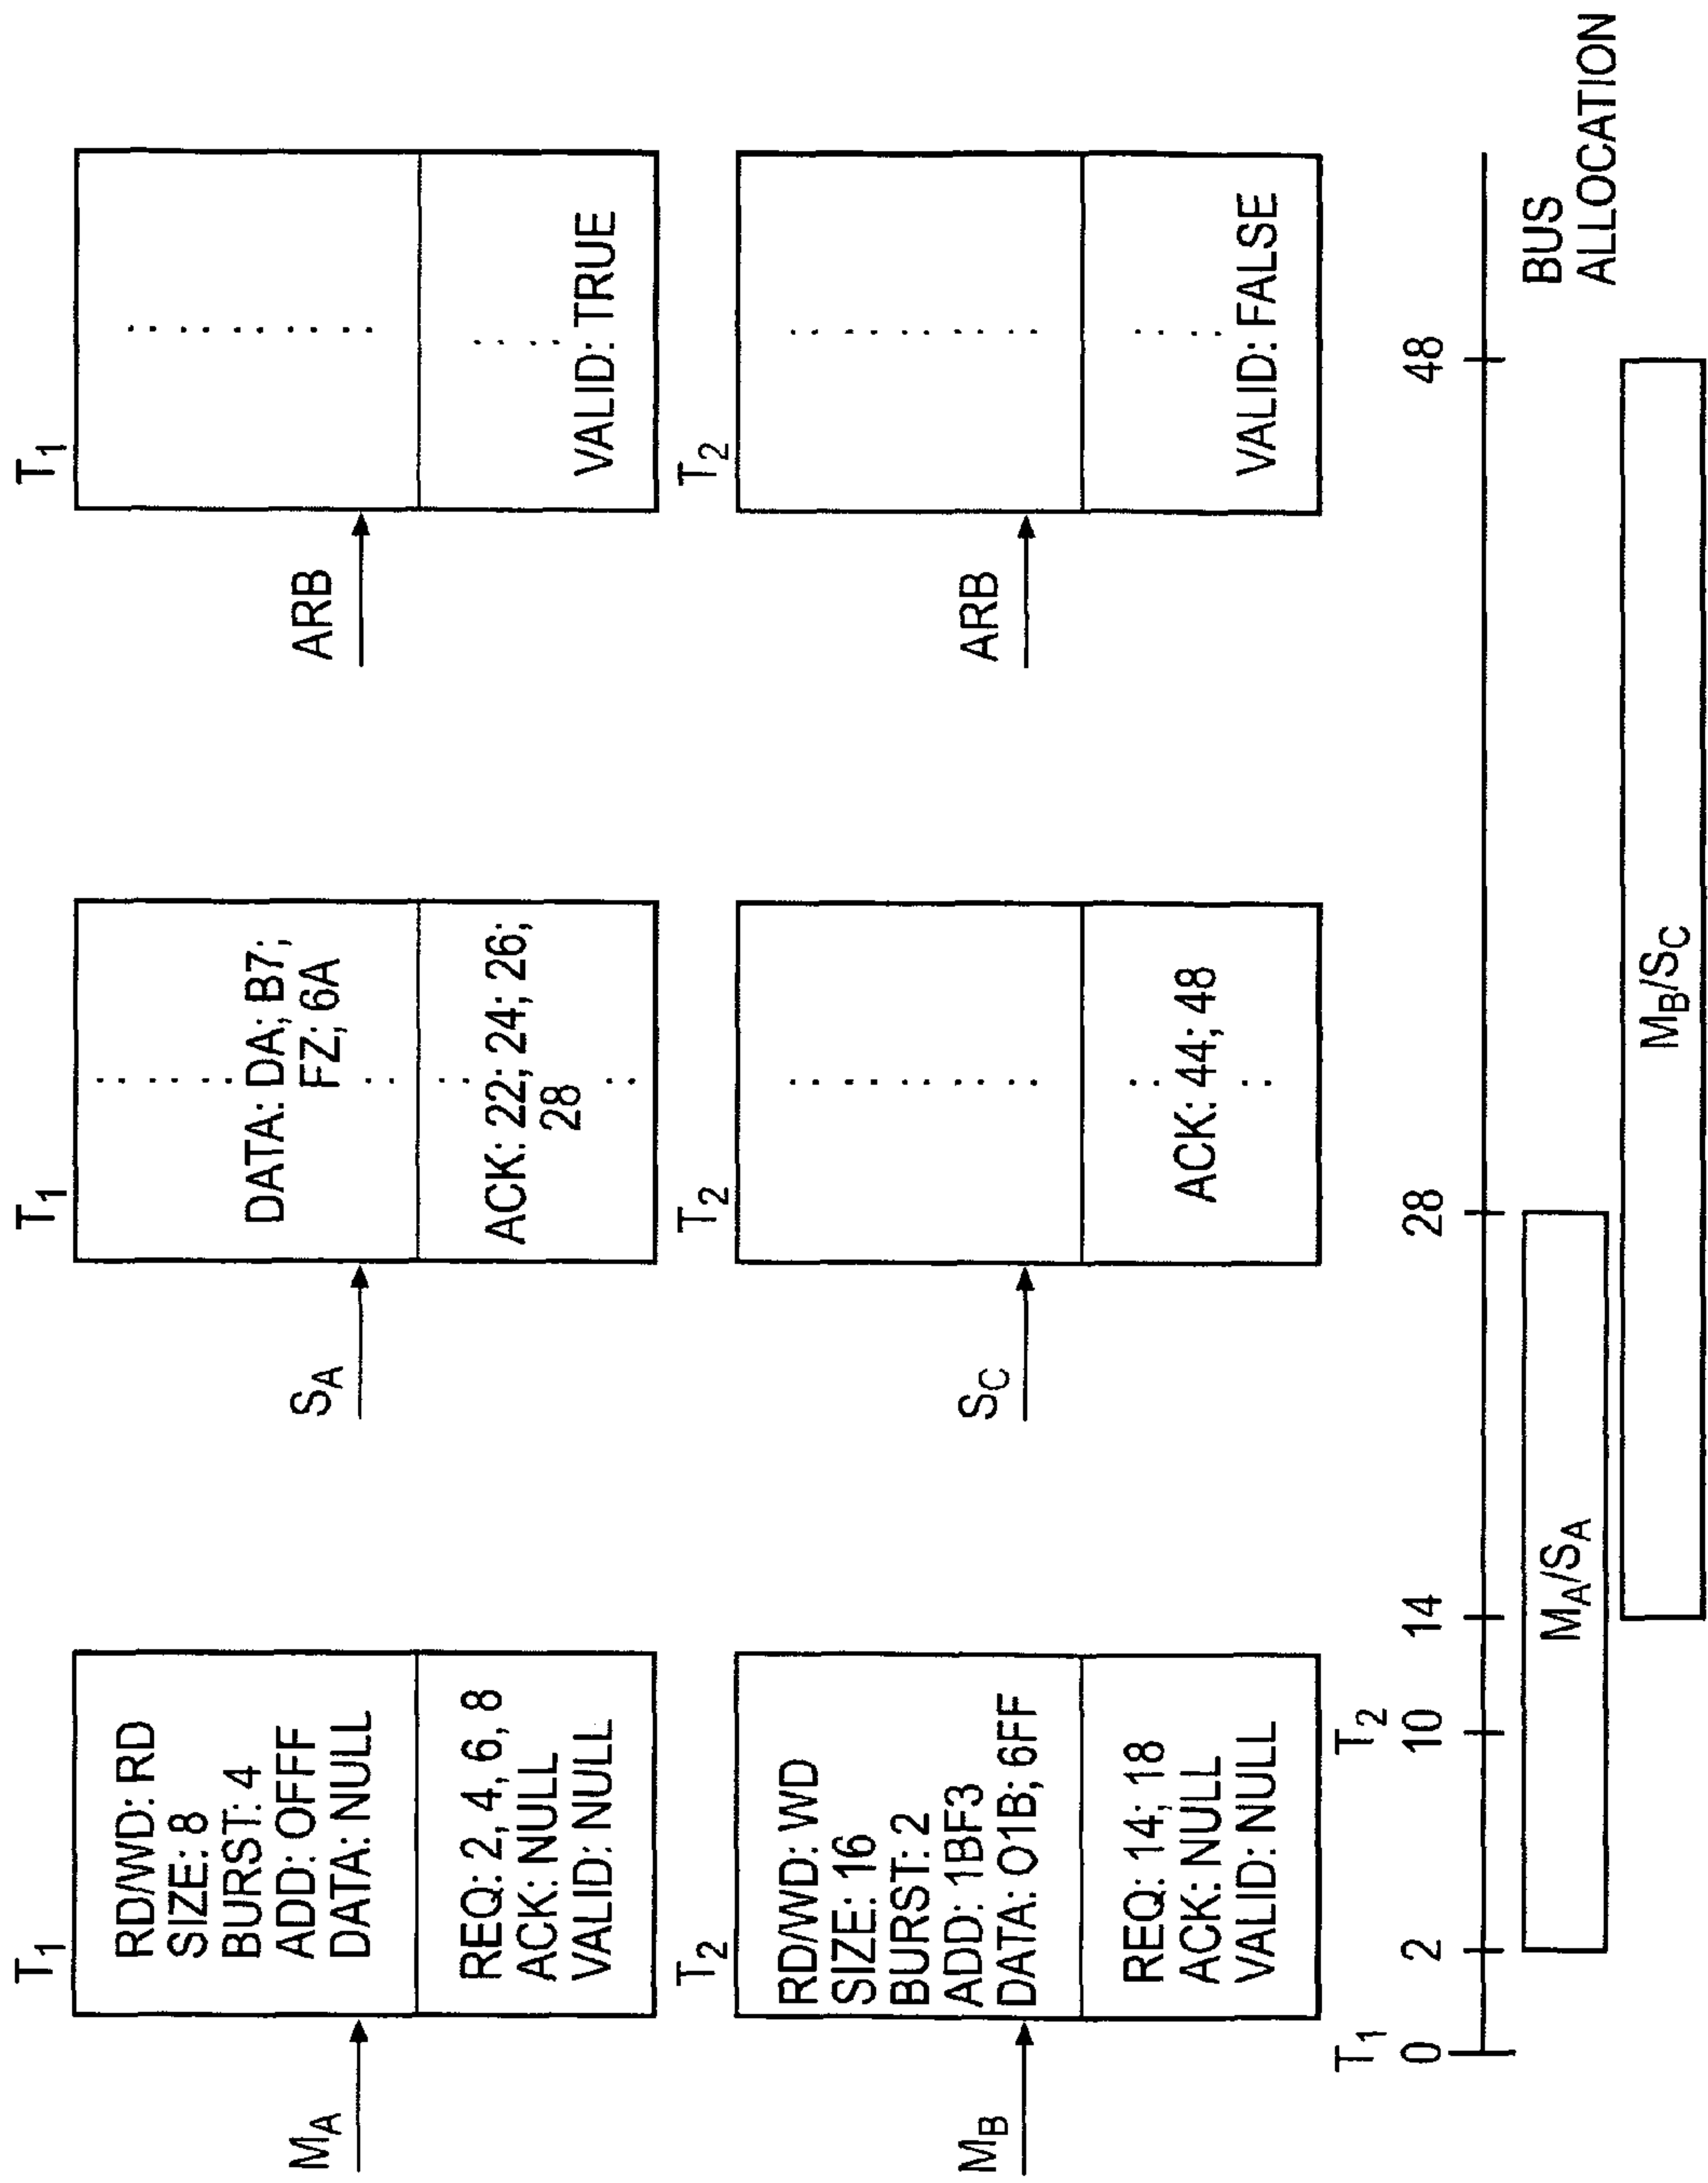 T1
MA
RD/WD: RD
SIZE: 8
BURST: 4
ADD: OFFF
DATA: NULL
REQ: 2, 4, 6, 8
ACK: NULL
VALID: NULL
T1
SA
DATA: DA; B7;
FZ; 6A
ACK: 22; 24; 26;
28
T1
ARB
VALID: TRUE
T2
MB
RD/WD: WD
SIZE: 16
BURST: 2
ADD: 1BF3
DATA: O1B; 6FF
REQ: 14; 18
ACK: NULL
VALID: NULL
T2
SC
ACK: 44; 48
T2
ARB
VALID: FALSE
T1 T2
0 2 10 14 28 48
BUS
ALLOCATION
MA/SA
MB/SC